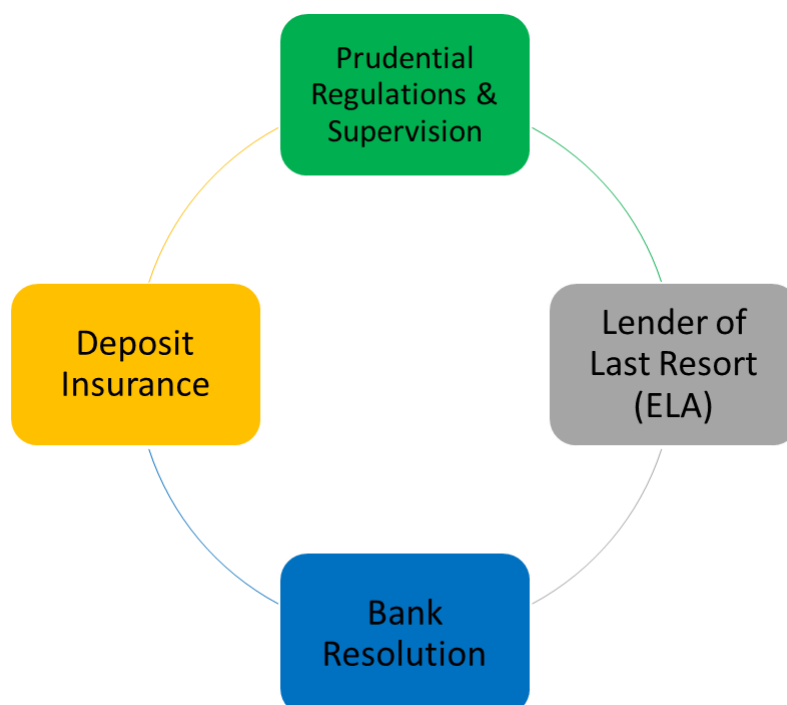 Prudential
Regulations &
Supervision
Deposit
Insurance
Lender of
Last Resort
(ELA)
Bank
Resolution